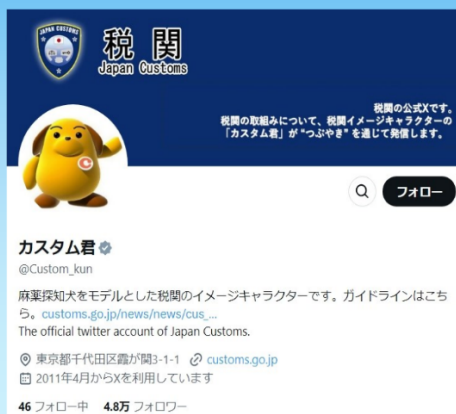 JAPAN CUSTOMS
税関
Japan Customs
税関の公式Xです。
税関の取組みについて、税関イメージキャラクターの
「カスタム君」が “つぶやき” を通じて発信します。
フォロー
カスタム君
@Custom_kun
麻薬探知犬をモデルとした税関のイメージキャラクターです。ガイドラインはこち
ら。customs.go.jp/news/news/cus_...
The official twitter account of Japan Customs.
東京都千代田区霞が関3-1-1 customs.go.jp
2011年4月からXを利用しています
46 フォロー中 4.8万 フォロワー